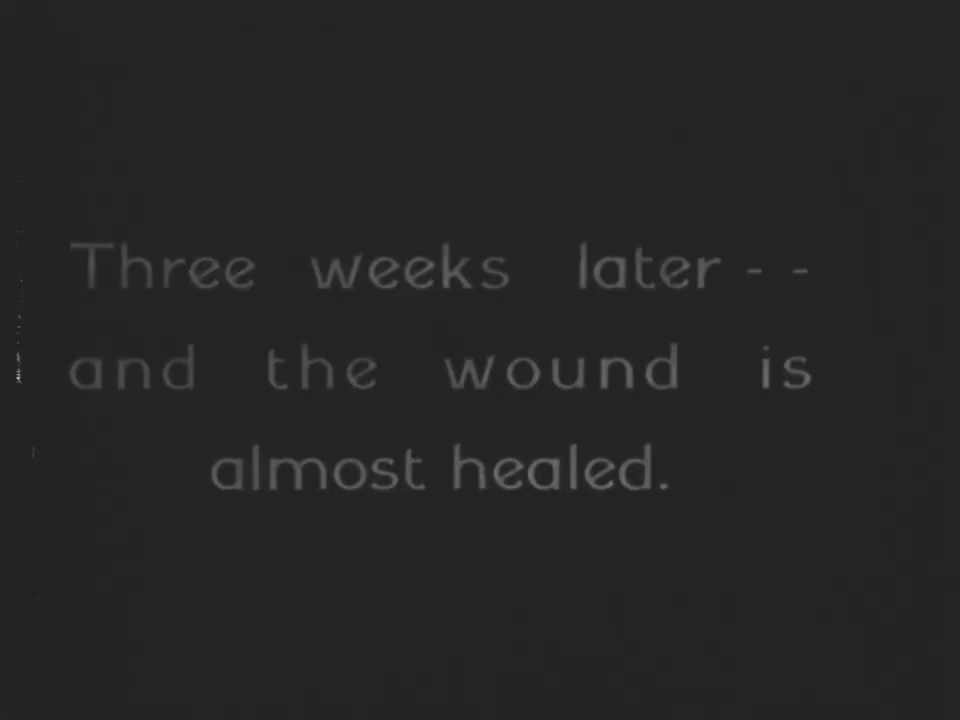 Three weeks later - -
and the wound is
almost healed.